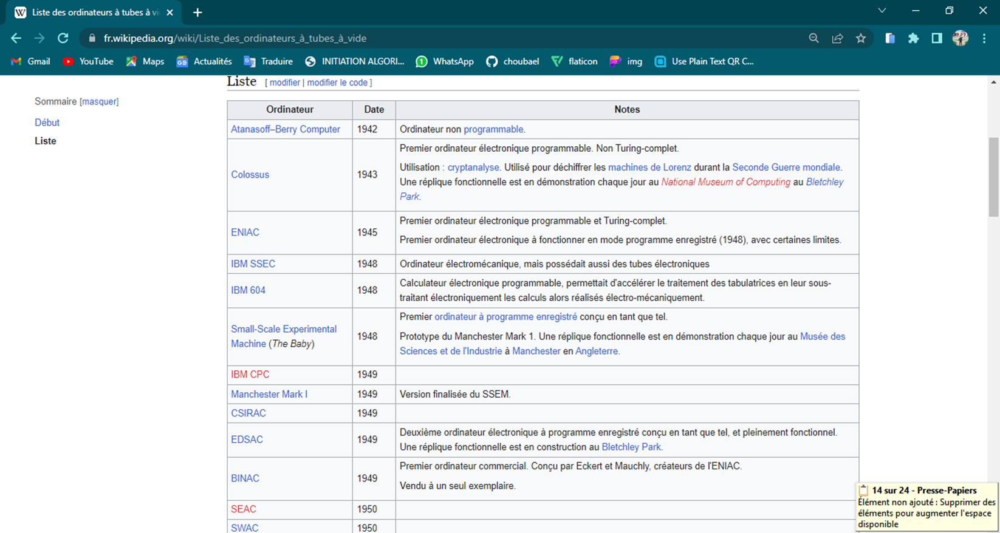 Liste des ordinateurs à tubes à vi
fr.wikipedia.org/wiki/Liste_des_ordinateurs_à_tubes_à_vide
Gmail YouTube Maps Actualités Traduire INITIATION ALGORI... WhatsApp choubael flaticon img Use Plain Text QR C...
Sommaire [masquer]
Début
Liste
Liste [ modifier | modifier le code ]
Ordinateur Date Notes
Atanasoff–Berry Computer 1942 Ordinateur non programmable.
Colossus 1943 Premier ordinateur électronique programmable. Non Turing-complet.
Utilisation : cryptanalyse. Utilisé pour déchiffrer les machines de Lorenz durant la Seconde Guerre mondiale.
Une réplique fonctionnelle est en démonstration chaque jour au National Museum of Computing au Bletchley
Park.
ENIAC 1945 Premier ordinateur électronique programmable et Turing-complet.
Premier ordinateur électronique à fonctionner en mode programme enregistré (1948), avec certaines limites.
IBM SSEC 1948 Ordinateur électromécanique, mais possédait aussi des tubes électroniques
IBM 604 1948 Calculateur électronique programmable, permettait d'accélérer le traitement des tabulatrices en leur sous-
traitant électroniquement les calculs alors réalisés électro-mécaniquement.
Small-Scale Experimental
Machine (The Baby) 1948 Premier ordinateur à programme enregistré conçu en tant que tel.
Prototype du Manchester Mark 1. Une réplique fonctionnelle est en démonstration chaque jour au Musée des
Sciences et de l'Industrie à Manchester en Angleterre.
IBM CPC 1949
Manchester Mark I 1949 Version finalisée du SSEM.
CSIRAC 1949
EDSAC 1949 Deuxième ordinateur électronique à programme enregistré conçu en tant que tel, et pleinement fonctionnel.
Une réplique fonctionnelle est en construction au Bletchley Park.
BINAC 1949 Premier ordinateur commercial. Conçu par Eckert et Mauchly, créateurs de l'ENIAC.
Vendu à un seul exemplaire.
SEAC 1950
SWAC 1950
14 sur 24 - Presse-Papiers
Élément non ajouté : Supprimer des
éléments pour augmenter l'espace
disponible